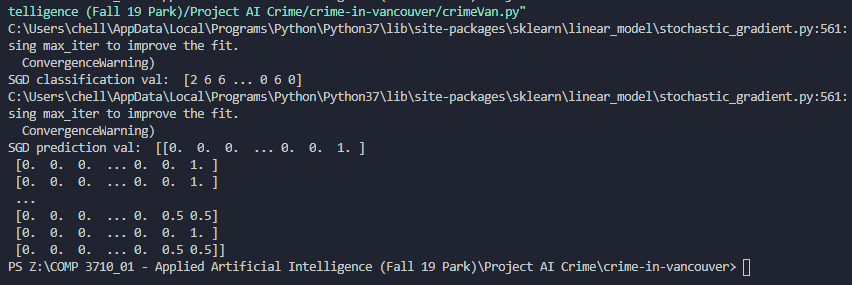 telligence (Fall 19 Park)/Project AI Crime/crime-in-vancouver/crimeVan.py"
C:\Users\chell\AppData\Local\Programs\Python\Python37\lib\site-packages\sklearn\linear_model\stochastic_gradient.py:561:
sing max_iter to improve the fit.
  ConvergenceWarning)
SGD classification val:  [2 6 6 ... 0 6 0]
C:\Users\chell\AppData\Local\Programs\Python\Python37\lib\site-packages\sklearn\linear_model\stochastic_gradient.py:561:
sing max_iter to improve the fit.
  ConvergenceWarning)
SGD prediction val:  [[0.  0.  0.  ... 0.  0.  1. ]
 [0.  0.  0.  ... 0.  0.  1. ]
 [0.  0.  0.  ... 0.  0.  1. ]
 ...
 [0.  0.  0.  ... 0.  0.5 0.5]
 [0.  0.  0.  ... 0.  0.  1. ]
 [0.  0.  0.  ... 0.  0.5 0.5]]
PS Z:\COMP 3710_01 - Applied Artificial Intelligence (Fall 19 Park)\Project AI Crime\crime-in-vancouver>